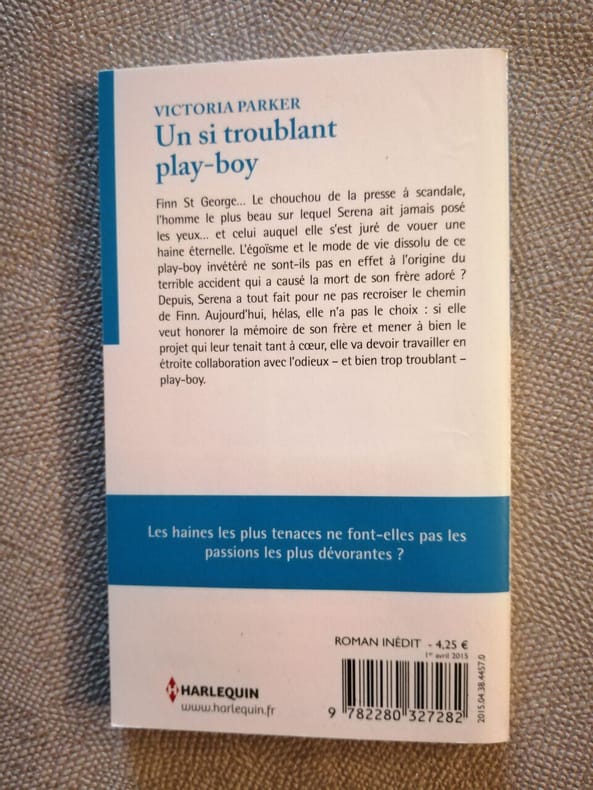 VICTORIA PARKER
Un si troublant
play-boy
Finn St George... Le chouchou de la presse à scandale,
l'homme le plus beau sur lequel Serena ait jamais posé
les yeux... et celui auquel elle s'est juré de vouer une
haine éternelle. L'égoïsme et le mode de vie dissolu de ce
play-boy invétéré ne sont-ils pas en effet à l'origine du
terrible accident qui a causé la mort de son frère adoré ?
Depuis, Serena a tout fait pour ne pas recroiser le chemin
de Finn. Aujourd'hui, hélas, elle n'a pas le choix : si elle
veut honorer la mémoire de son frère et mener à bien le
projet qui leur tenait tant à cœur, elle va devoir travailler en
étroite collaboration avec l'odieux – et bien trop troublant –
play-boy.
Les haines les plus tenaces ne font-elles pas les
passions les plus dévorantes ?
ROMAN INÉDIT - 4,25 €
1er avril 2015
HARLEQUIN
www.harlequin.fr
9 782280 327282
2015.04.38.4457.0